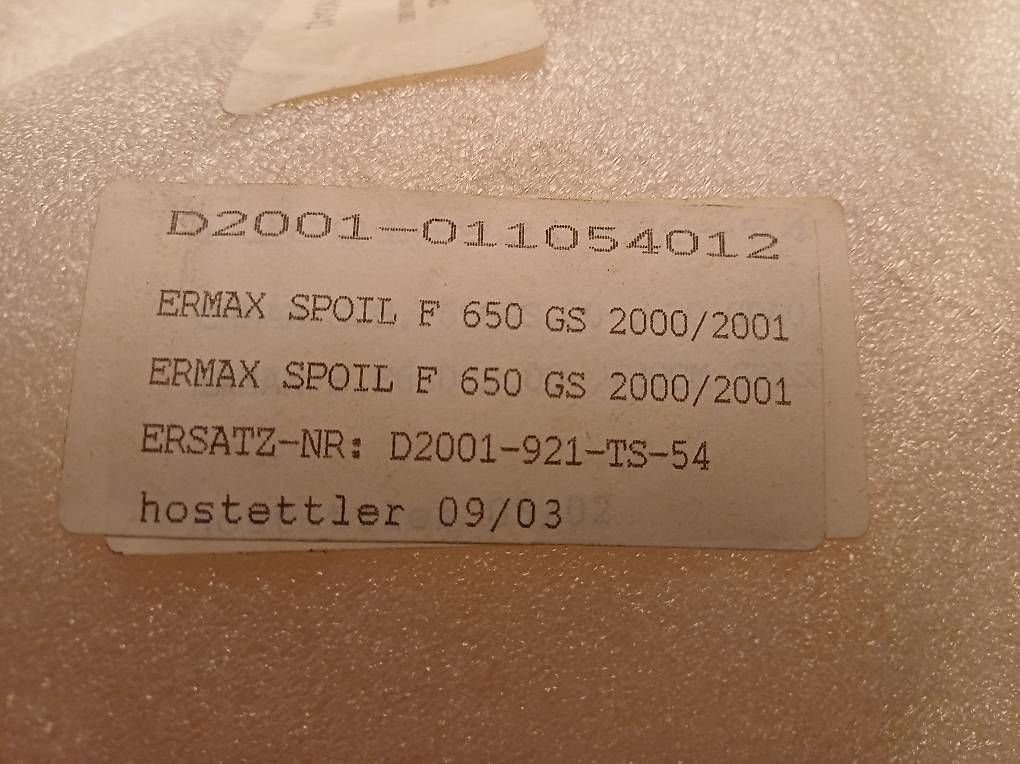 D2001-011054012
ERMAX SPOIL F 650 GS 2000/2001
ERMAX SPOIL F 650 GS 2000/2001
ERSATZ-NR: D2001-921-TS-54
hostettler 09/03